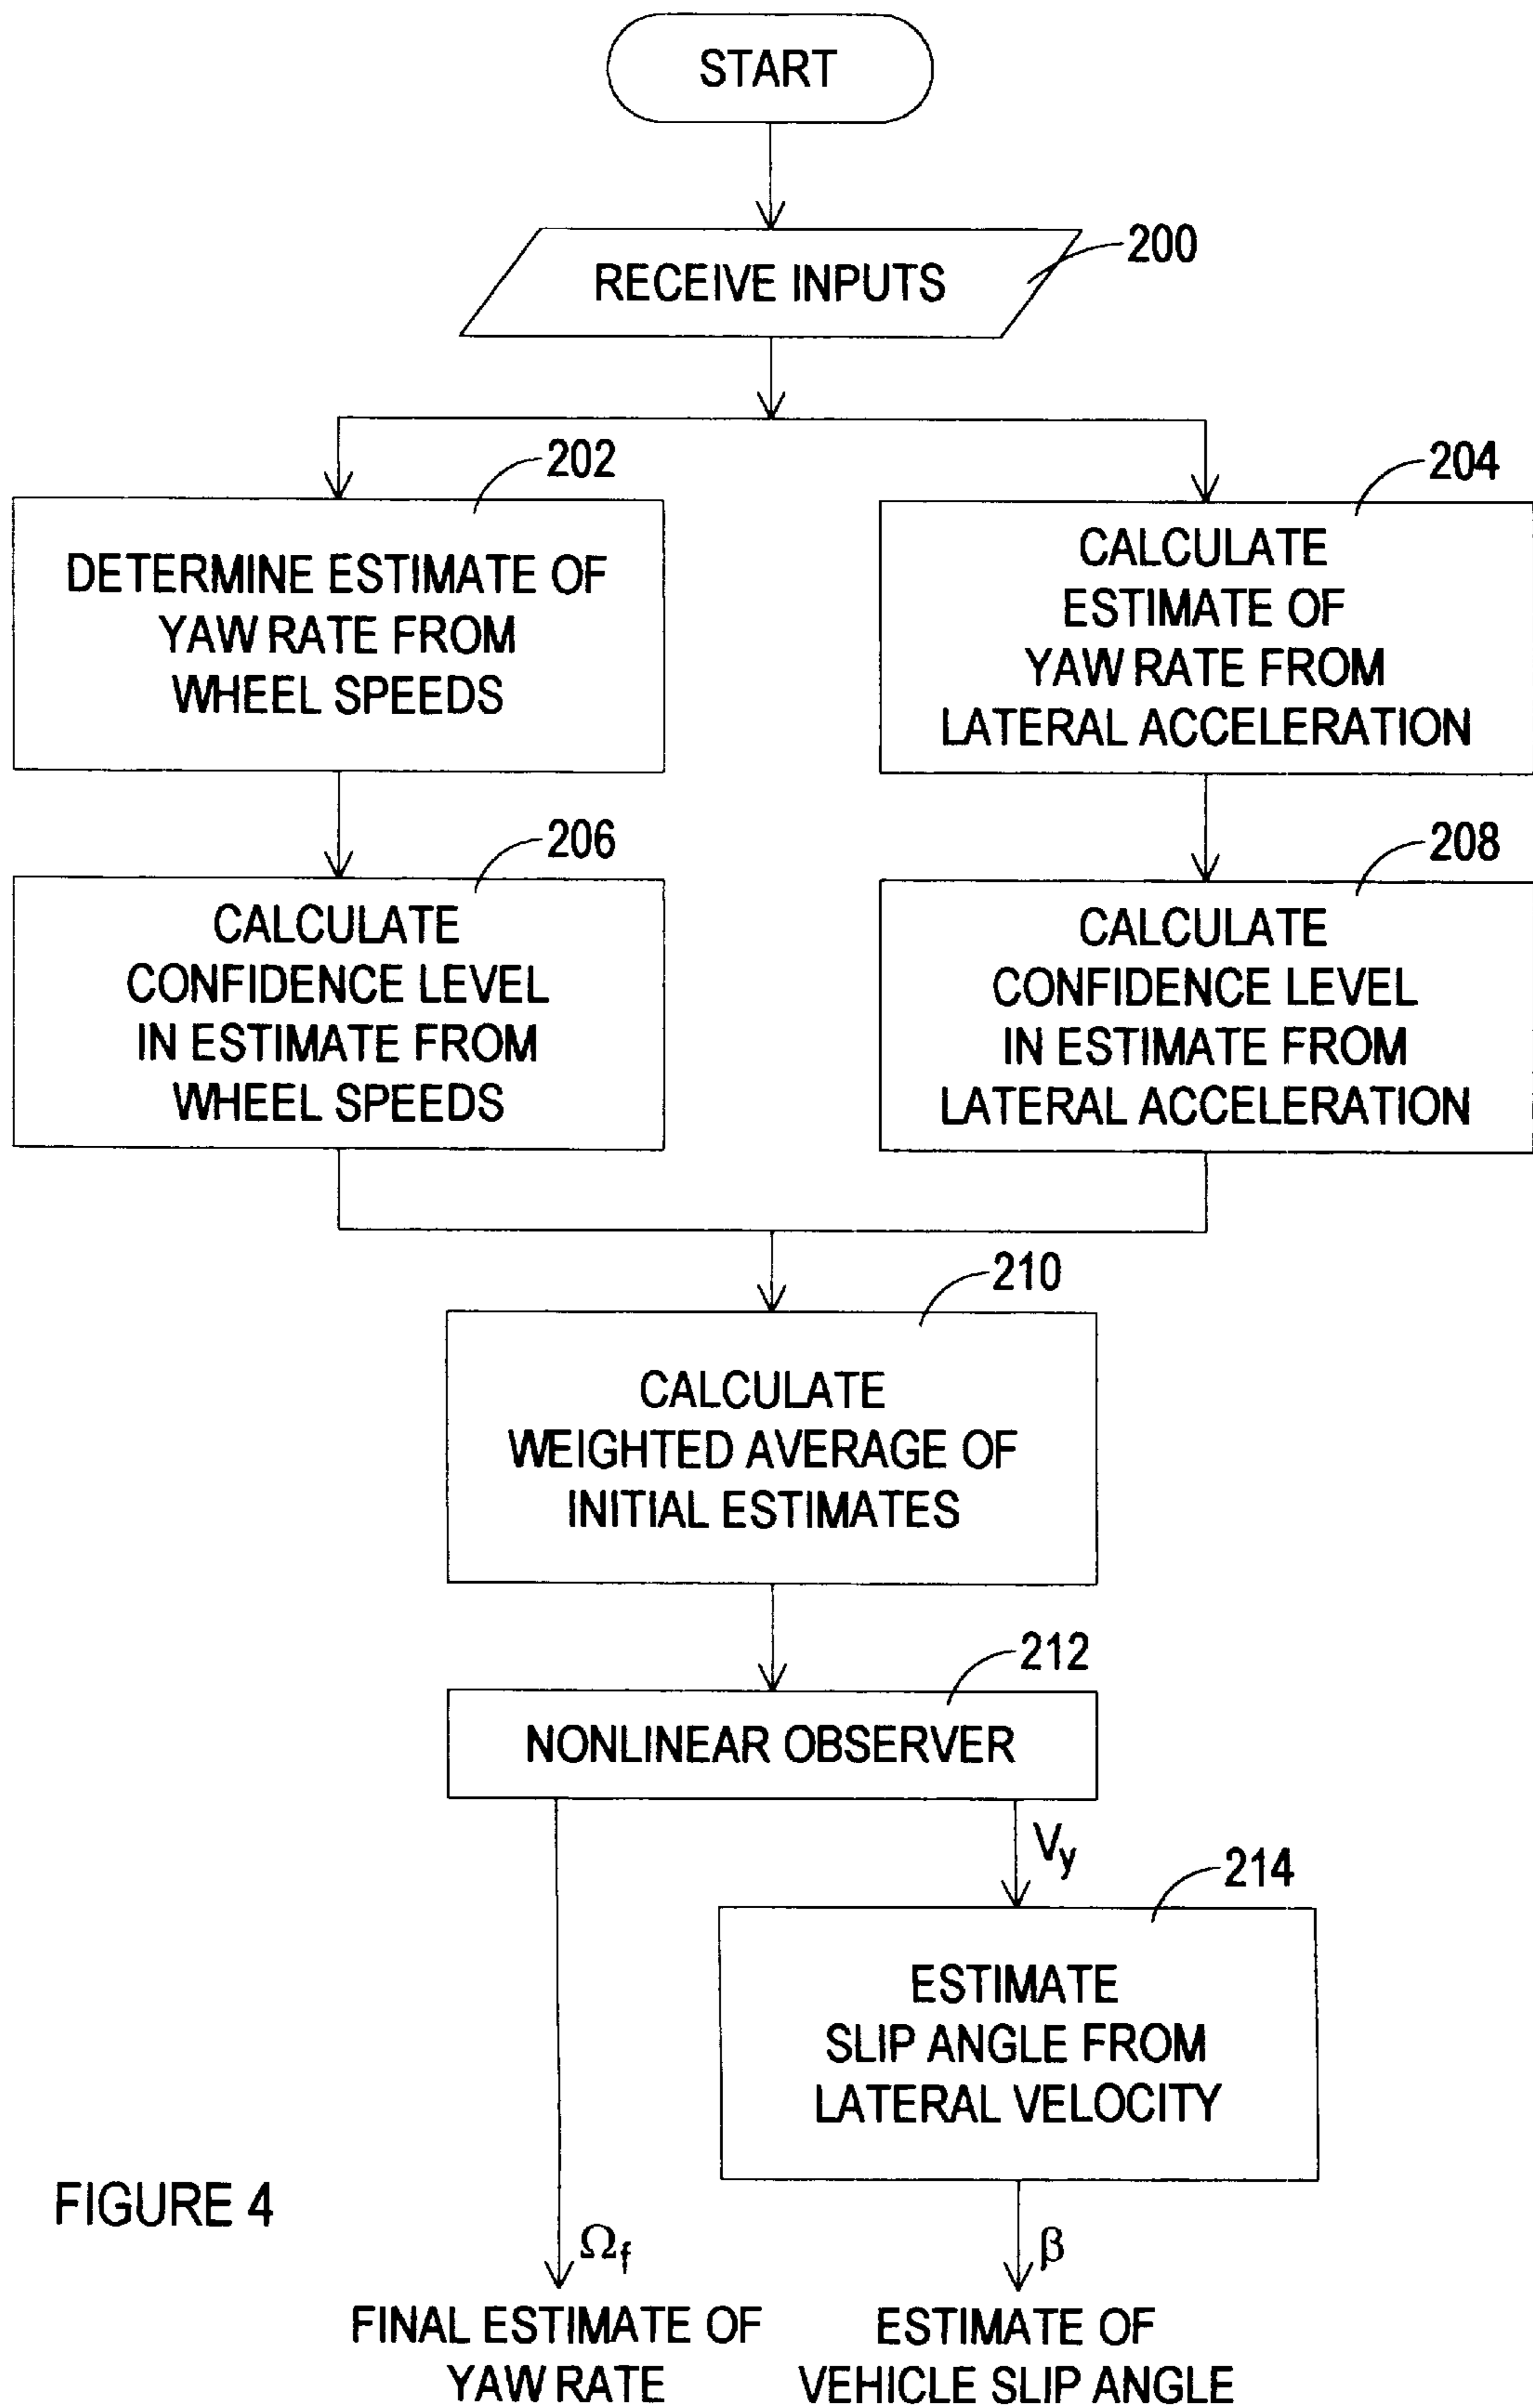 START
RECEIVE INPUTS
200
202
DETERMINE ESTIMATE OF
YAW RATE FROM
WHEEL SPEEDS
204
CALCULATE
ESTIMATE OF
YAW RATE FROM
LATERAL ACCELERATION
206
CALCULATE
CONFIDENCE LEVEL
IN ESTIMATE FROM
WHEEL SPEEDS
208
CALCULATE
CONFIDENCE LEVEL
IN ESTIMATE FROM
LATERAL ACCELERATION
210
CALCULATE
WEIGHTED AVERAGE OF
INITIAL ESTIMATES
212
NONLINEAR OBSERVER
Vy
214
ESTIMATE
SLIP ANGLE FROM
LATERAL VELOCITY
FIGURE 4
Ωf
β
FINAL ESTIMATE OF
YAW RATE
ESTIMATE OF
VEHICLE SLIP ANGLE